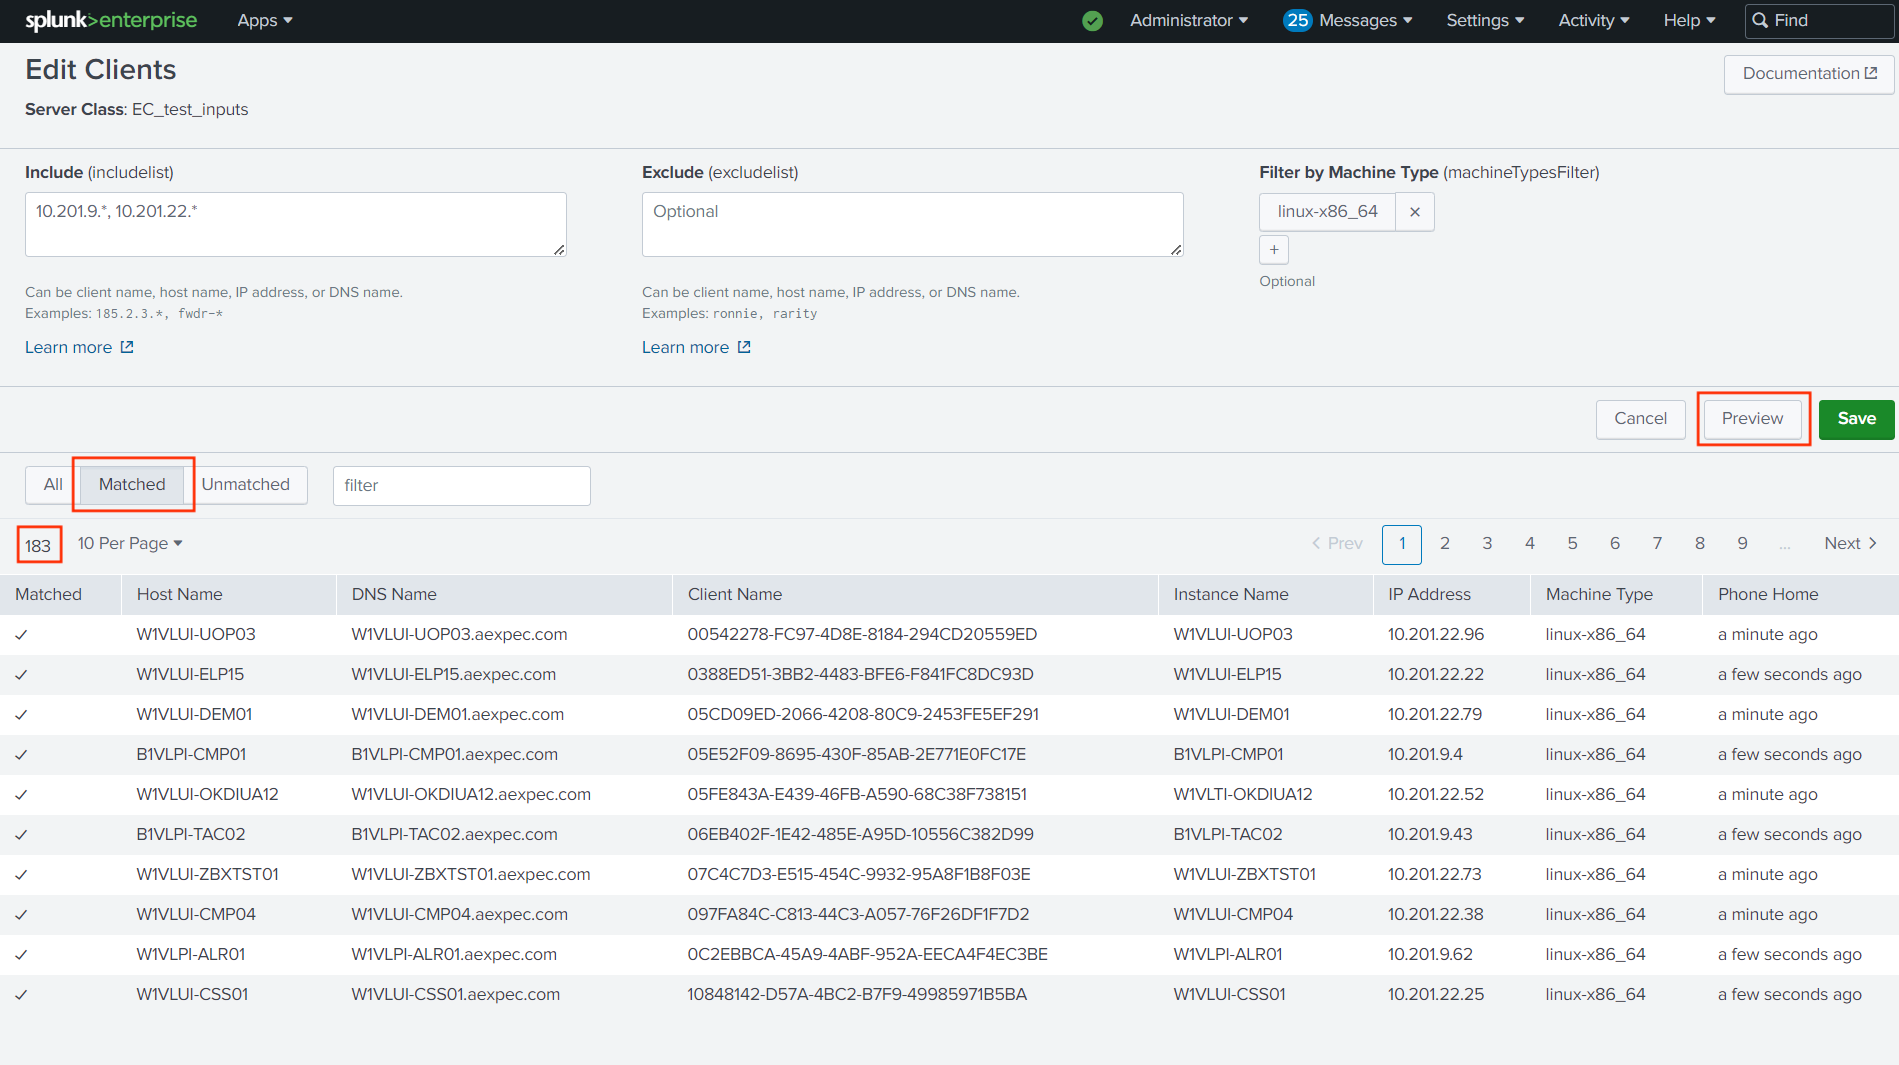 splunk>enterprise Apps Administrator 25 Messages Settings Activity Help Find
Edit Clients
Documentation
Server Class: EC_test_inputs
Include (includelist) Exclude (excludelist) Filter by Machine Type (machineTypesFilter)
10.201.9.*, 10.201.22.* Optional linux-x86_64 ×
+
Optional
Can be client name, host name, IP address, or DNS name. Can be client name, host name, IP address, or DNS name.
Examples: 185.2.3.*, fwdr-* Examples: ronnie, rarity
Learn more Learn more
Cancel Preview Save
All Matched Unmatched filter
183 10 Per Page < Prev 1 2 3 4 5 6 7 8 9 ... Next >
Matched Host Name DNS Name Client Name Instance Name IP Address Machine Type Phone Home
✓ W1VLUI-UOP03 W1VLUI-UOP03.aexpec.com 00542278-FC97-4D8E-8184-294CD20559ED W1VLUI-UOP03 10.201.22.96 linux-x86_64 a minute ago
✓ W1VLUI-ELP15 W1VLUI-ELP15.aexpec.com 0388ED51-3BB2-4483-BFE6-F841FC8DC93D W1VLUI-ELP15 10.201.22.22 linux-x86_64 a few seconds ago
✓ W1VLUI-DEM01 W1VLUI-DEM01.aexpec.com 05CD09ED-2066-4208-80C9-2453FE5EF291 W1VLUI-DEM01 10.201.22.79 linux-x86_64 a minute ago
✓ B1VLPI-CMP01 B1VLPI-CMP01.aexpec.com 05E52F09-8695-430F-85AB-2E771E0FC17E B1VLPI-CMP01 10.201.9.4 linux-x86_64 a few seconds ago
✓ W1VLUI-OKDIUA12 W1VLUI-OKDIUA12.aexpec.com 05FE843A-E439-46FB-A590-68C38F738151 W1VLTI-OKDIUA12 10.201.22.52 linux-x86_64 a minute ago
✓ B1VLPI-TAC02 B1VLPI-TAC02.aexpec.com 06EB402F-1E42-485E-A95D-10556C382D99 B1VLPI-TAC02 10.201.9.43 linux-x86_64 a few seconds ago
✓ W1VLUI-ZBXTST01 W1VLUI-ZBXTST01.aexpec.com 07C4C7D3-E515-454C-9932-95A8F1B8F03E W1VLUI-ZBXTST01 10.201.22.73 linux-x86_64 a minute ago
✓ W1VLUI-CMP04 W1VLUI-CMP04.aexpec.com 097FA84C-C813-44C3-A057-76F26DF1F7D2 W1VLUI-CMP04 10.201.22.38 linux-x86_64 a minute ago
✓ W1VLPI-ALR01 W1VLPI-ALR01.aexpec.com 0C2EBBCA-45A9-4ABF-952A-EECA4F4EC3BE W1VLPI-ALR01 10.201.9.62 linux-x86_64 a few seconds ago
✓ W1VLUI-CSS01 W1VLUI-CSS01.aexpec.com 10848142-D57A-4BC2-B7F9-49985971B5BA W1VLUI-CSS01 10.201.22.25 linux-x86_64 a few seconds ago